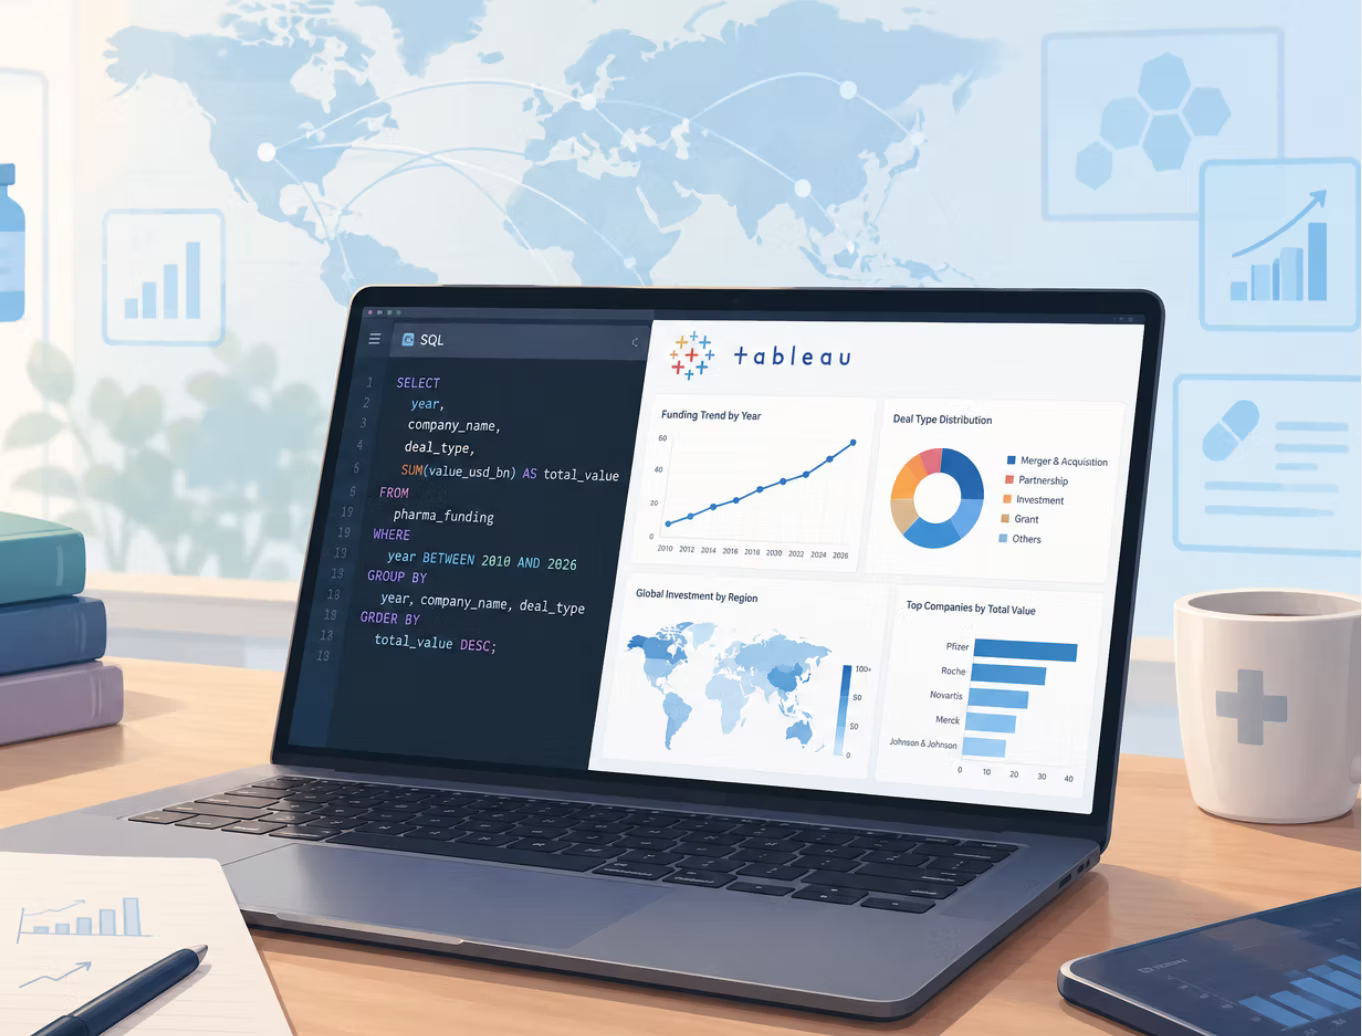 SQL
1 SELECT
2 year,
3 company_name,
4 deal_type,
5 SUM(value_usd_bn) AS total_value
6 FROM
19 pharma_funding
19 WHERE
19 year BETWEEN 2010 AND 2026
19 GROUP BY
18 year, company_name, deal_type
19 GRDER BY
13 total_value DESC;
13
tableau
Funding Trend by Year
60
40
20
0
2010 2012 2014 2016 2018 2020 2022 2024 2026
Deal Type Distribution
Merger & Acquisition
Partnership
Investment
Grant
Others
Global Investment by Region
100+
50
50
0
Top Companies by Total Value
Pfizer
Roche
Novartis
Merck
Johnson & Johnson
0 10 20 30 40